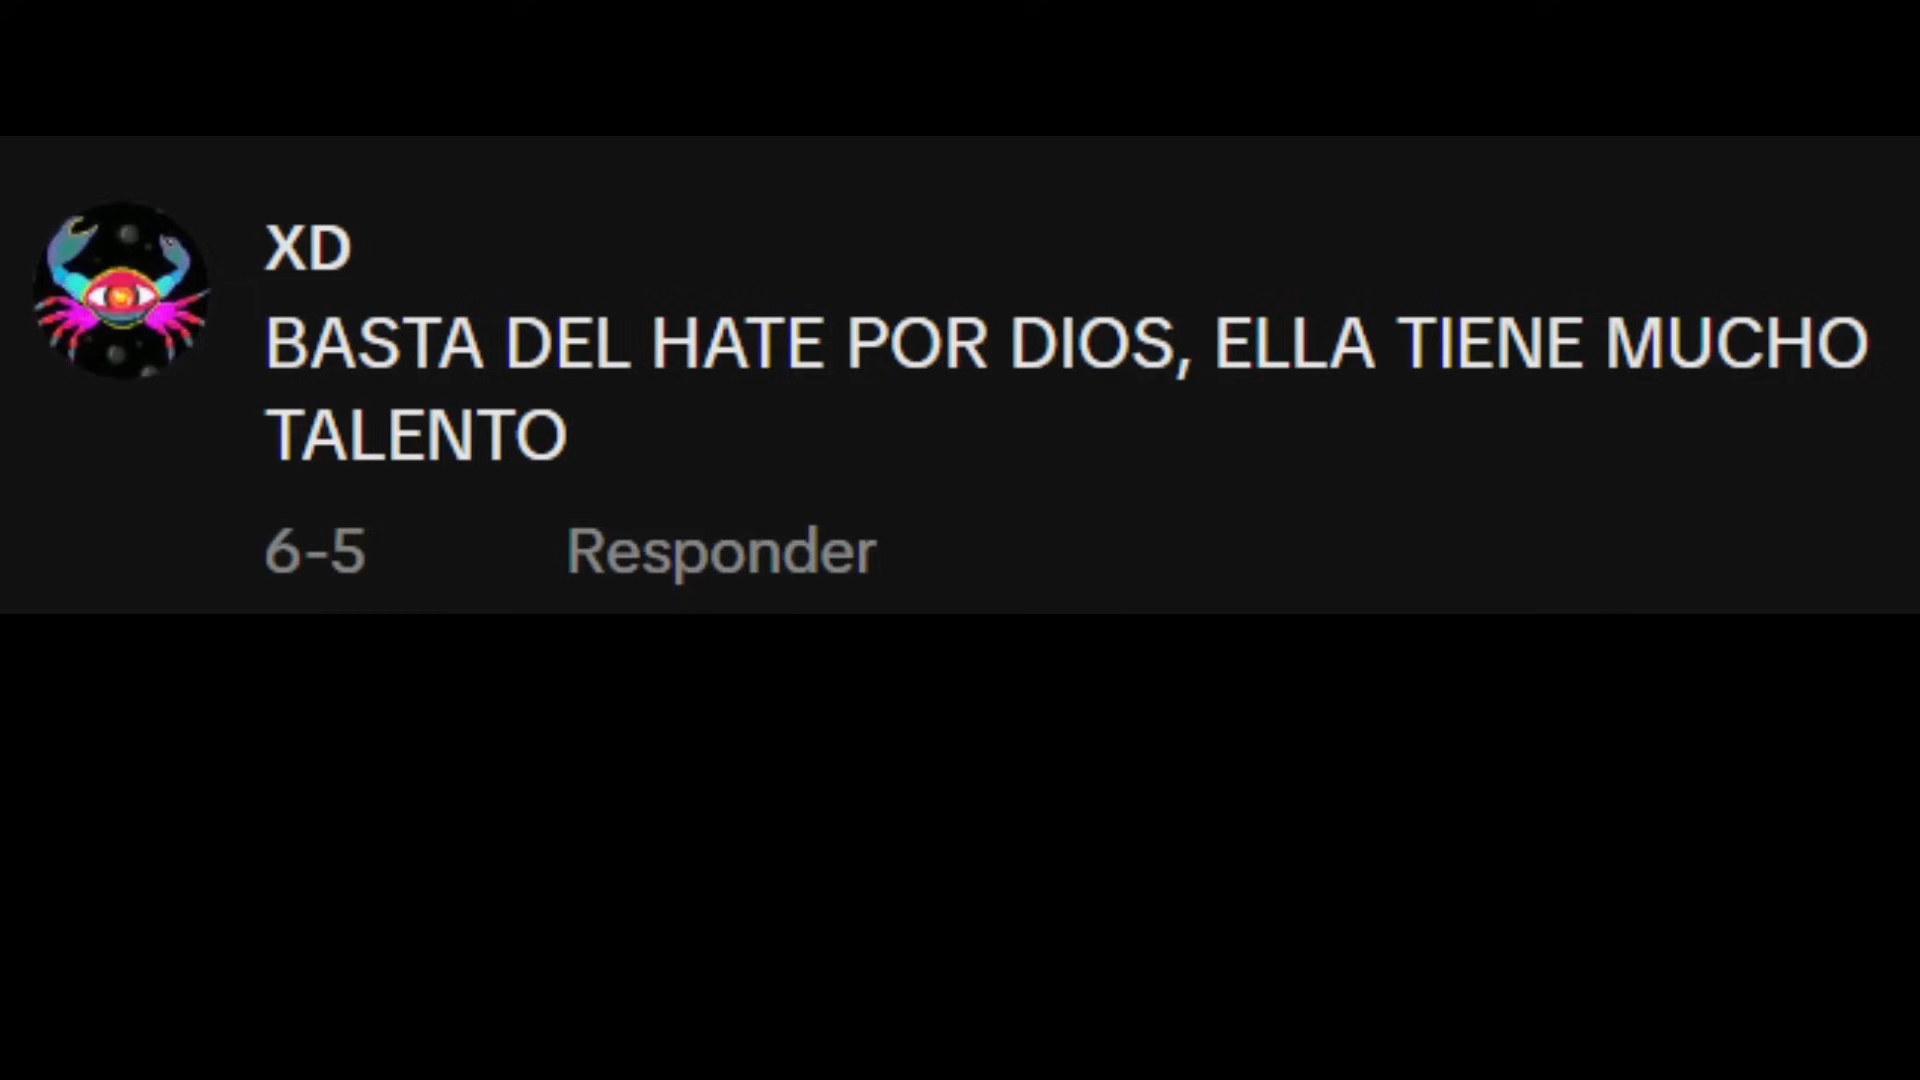 XD
BASTA DEL HATE POR DIOS, ELLA TIENE MUCHO
TALENTO
6-5 Responder